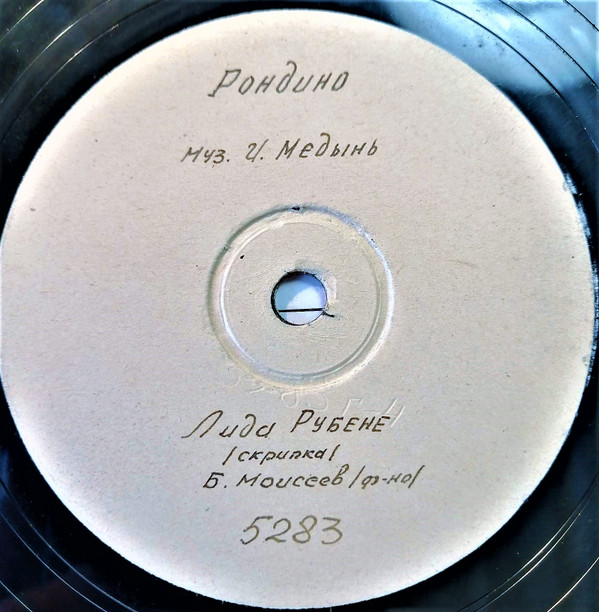 Рондино
муз. И. Медынь
Лида Рубене
/скрипка/
Б. Моисеев /ф-но/
5283